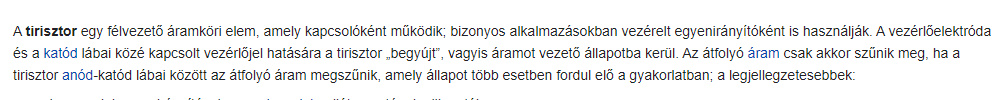 A tirisztor egy félvezető áramköri elem, amely kapcsolóként működik; bizonyos alkalmazásokban vezérelt egyenirányítóként is használják. A vezérlőelektróda
és a katód lábai közé kapcsolt vezérlőjel hatására a tirisztor „begyújt”, vagyis áramot vezető állapotba kerül. Az átfolyó áram csak akkor szűnik meg, ha a
tirisztor anód-katód lábai között az átfolyó áram megszűnik, amely állapot több esetben fordul elő a gyakorlatban; a legjellegzetesebbek: